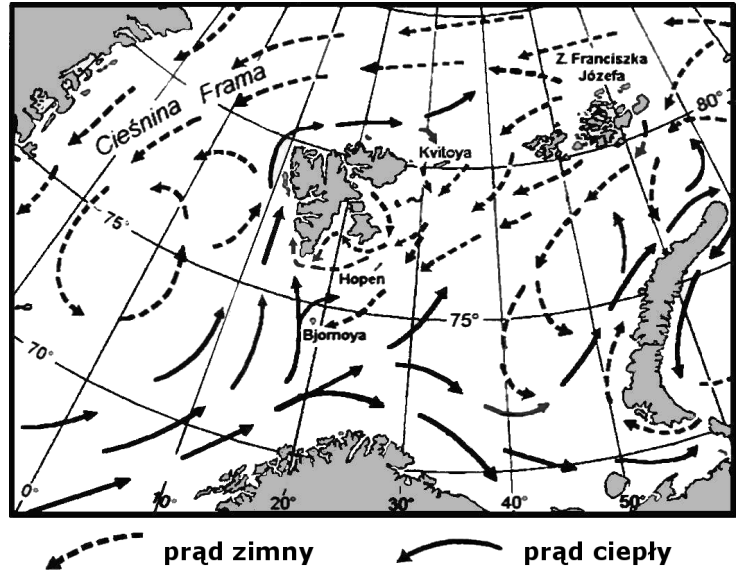 Z. Franciszka
Józefa
Cieśnina Frama
80°
Kvitoya
75°
Hopen
75°
Bjornoya
70°
0°
10°
20°
30°
40°
50°
prąd zimny
prąd ciepły